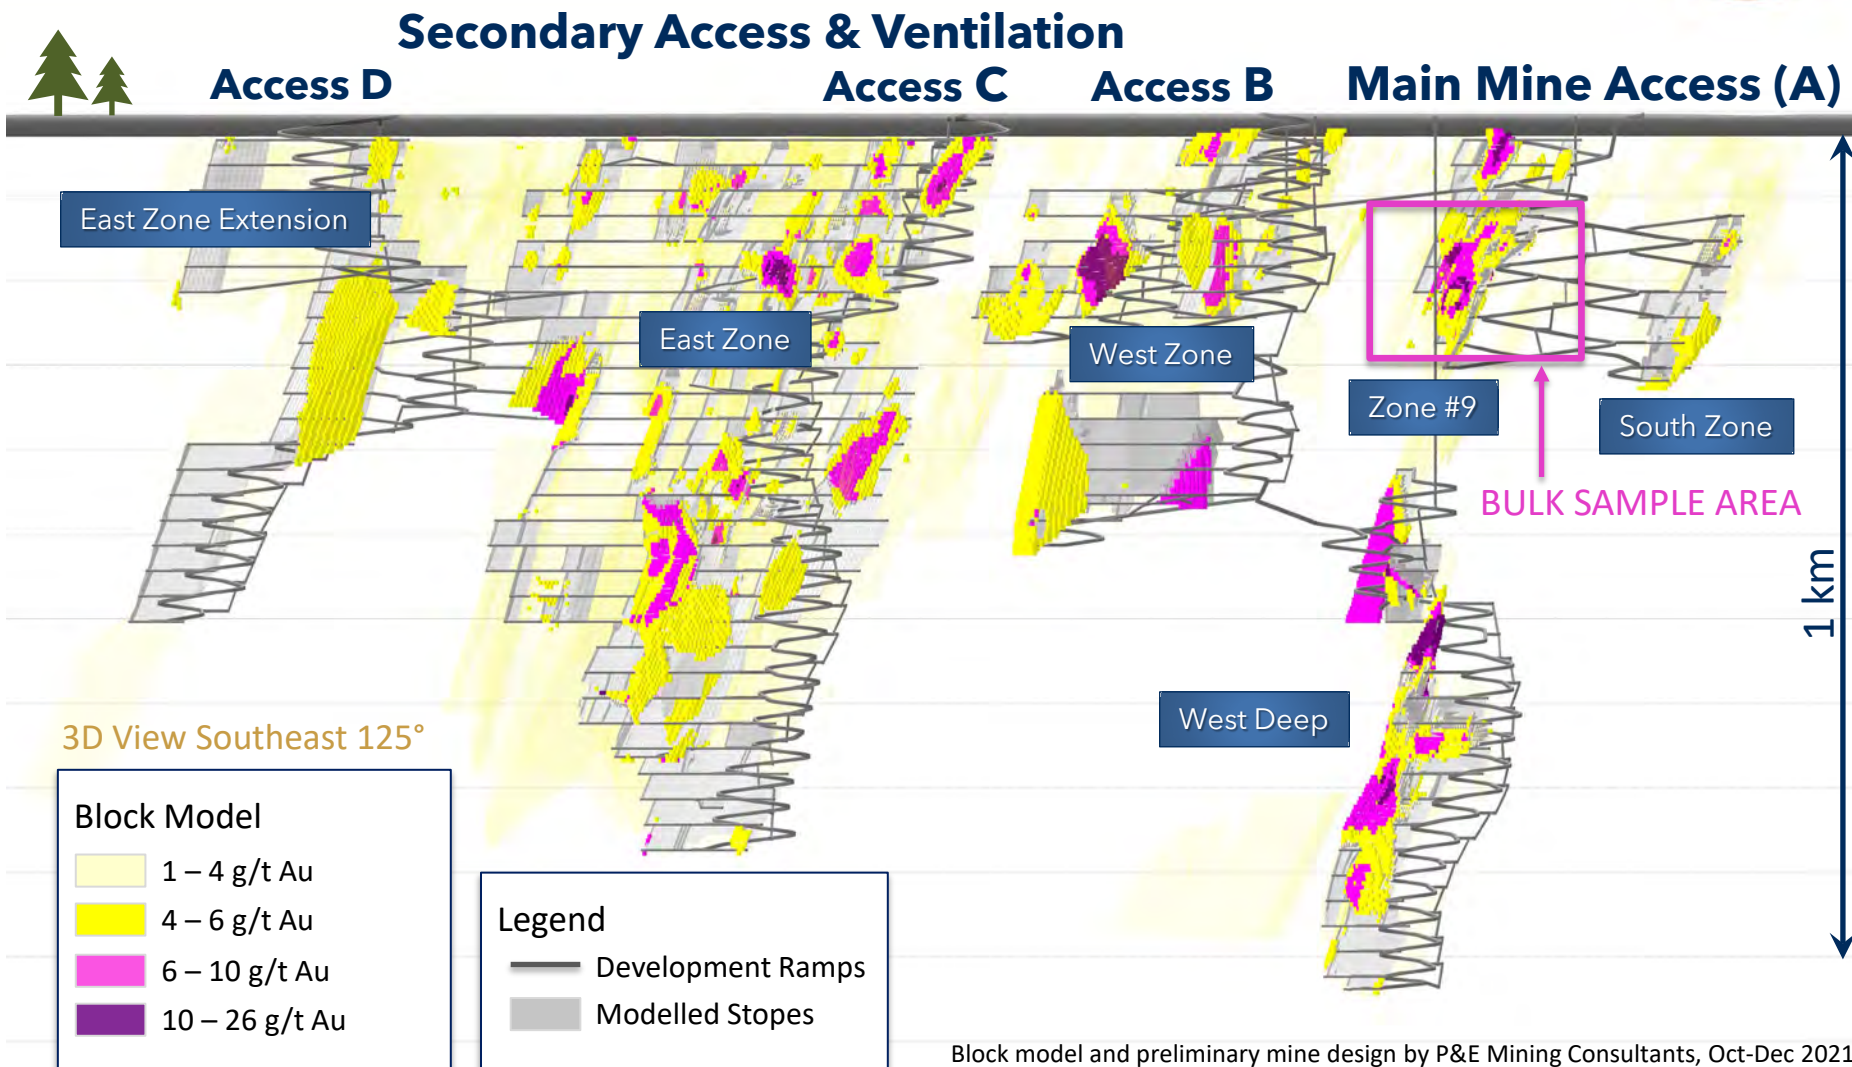 Secondary Access & Ventilation
Access D
Access C
Access B
Main Mine Access (A)
East Zone Extension
East Zone
West Zone
Zone #9
South Zone
BULK SAMPLE AREA
1 km
West Deep
3D View Southeast 125°
Block Model
1 – 4 g/t Au
4 – 6 g/t Au
6 – 10 g/t Au
10 – 26 g/t Au
Legend
Development Ramps
Modelled Stopes
Block model and preliminary mine design by P&E Mining Consultants, Oct-Dec 2021